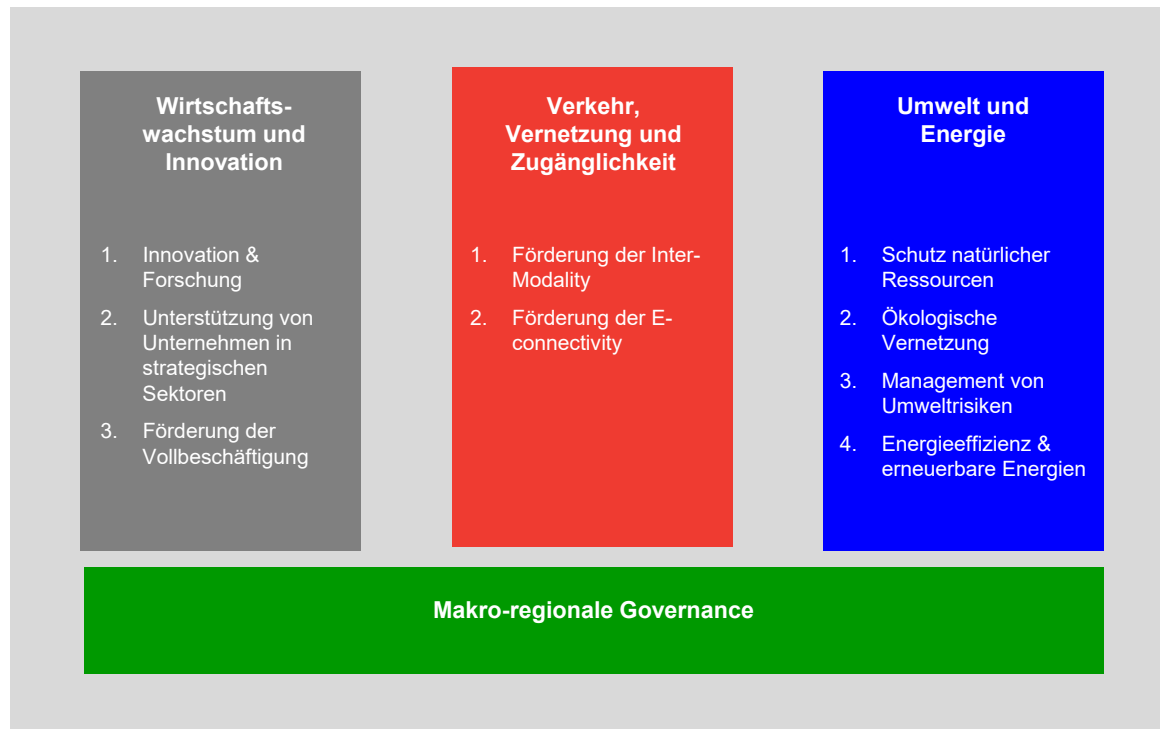 Wirtschafts-
wachstum und
Innovation
1. Innovation &
Forschung
2. Unterstützung von
Unternehmen in
strategischen
Sektoren
3. Förderung der
Vollbeschäftigung
Verkehr,
Vernetzung und
Zugänglichkeit
1. Förderung der Inter-
Modality
2. Förderung der E-
connectivity
Umwelt und
Energie
1. Schutz natürlicher
Ressourcen
2. Ökologische
Vernetzung
3. Management von
Umweltrisiken
4. Energieeffizienz &
erneuerbare Energien
Makro-regionale Governance